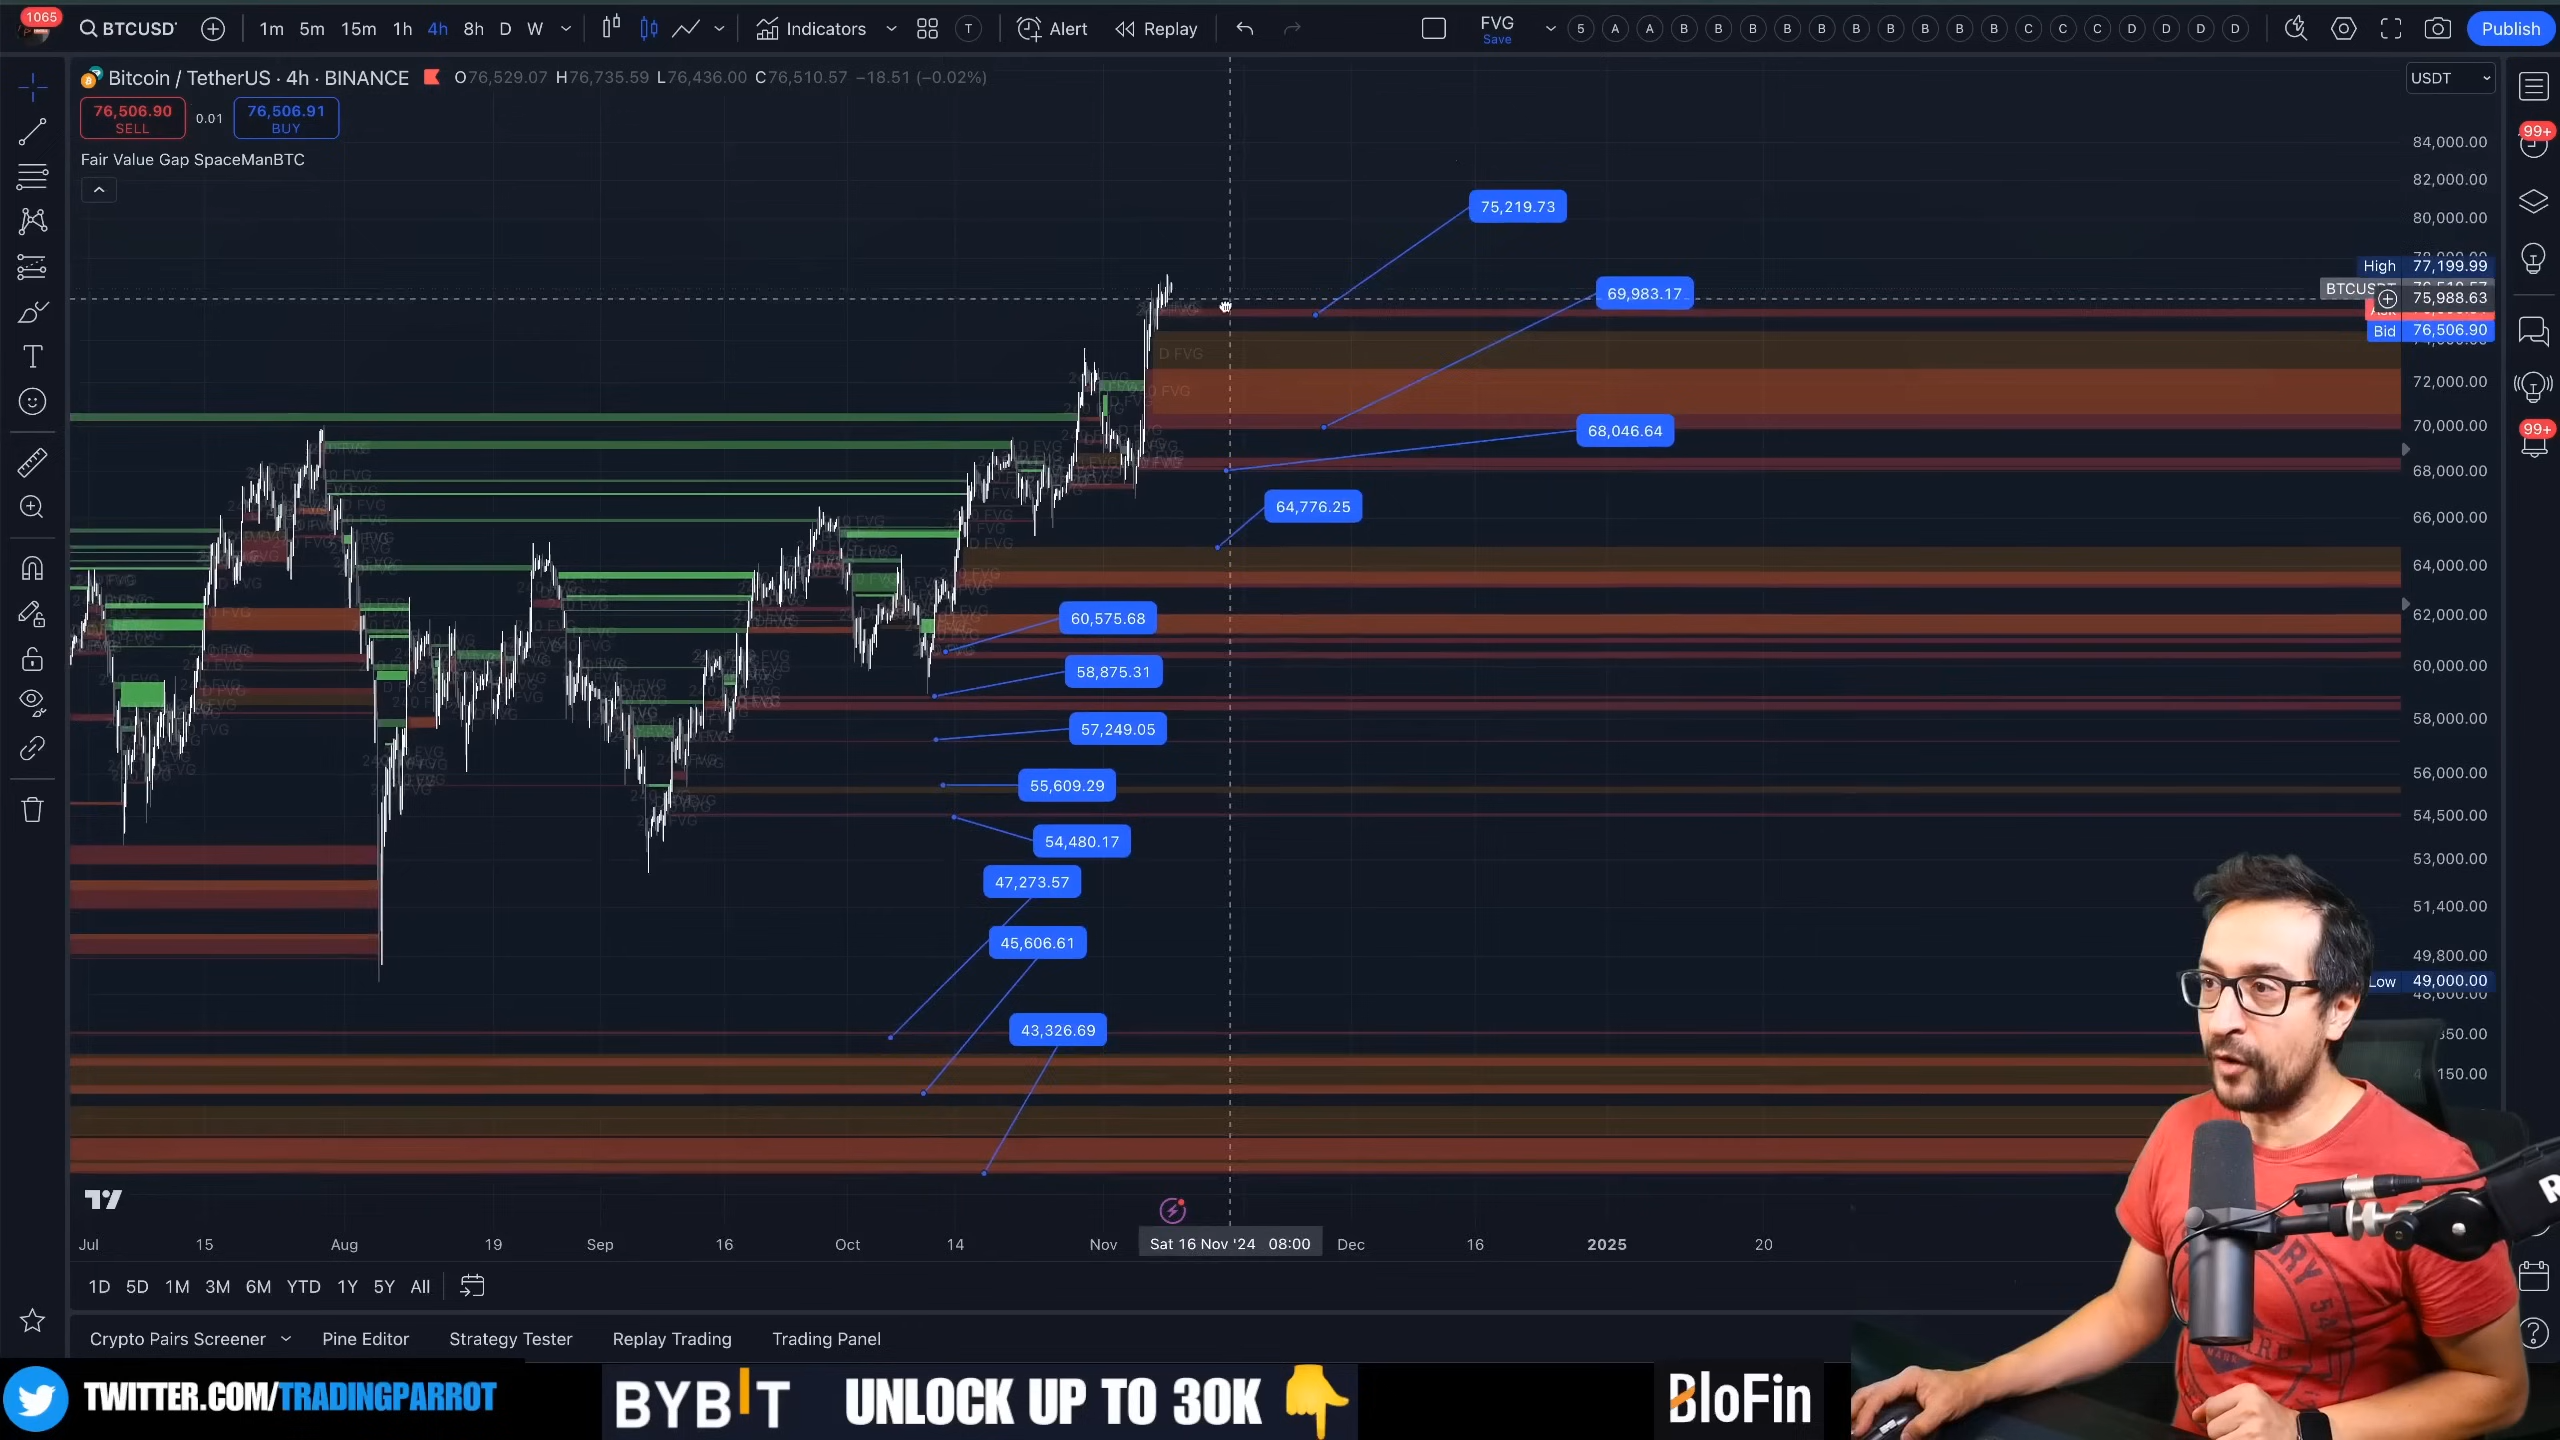 1065
BTCUSD
1m 5m 15m 1h 4h 8h D W
Indicators
T
Alert
Replay
FVG
Save
5 A A B B B B B B B B B B C C C D D D D
Publish
Bitcoin / TetherUS · 4h · BINANCE O76,529.07 H76,735.59 L76,436.00 C76,510.57 −18.51 (−0.02%)
USDT
76,506.90
SELL
0.01
76,506.91
BUY
Fair Value Gap SpaceManBTC
99+
99+
84,000.00
82,000.00
80,000.00
High 77,199.99
75,988.63
Bid 76,506.90
72,000.00
70,000.00
68,000.00
66,000.00
64,000.00
62,000.00
60,000.00
58,000.00
56,000.00
54,500.00
53,000.00
51,400.00
49,800.00
Low 49,000.00
48,600.00
150.00
75,219.73
69,983.17
68,046.64
64,776.25
60,575.68
58,875.31
57,249.05
55,609.29
54,480.17
47,273.57
45,606.61
43,326.69
D FVG
Jul 15 Aug 19 Sep 16 Oct 14 Nov Sat 16 Nov '24 08:00 Dec 16 2025 20
1D 5D 1M 3M 6M YTD 1Y 5Y All
Crypto Pairs Screener Pine Editor Strategy Tester Replay Trading Trading Panel
TWITTER.COM/TRADINGPARROT
BYBIT
UNLOCK UP TO 30K
BloFin